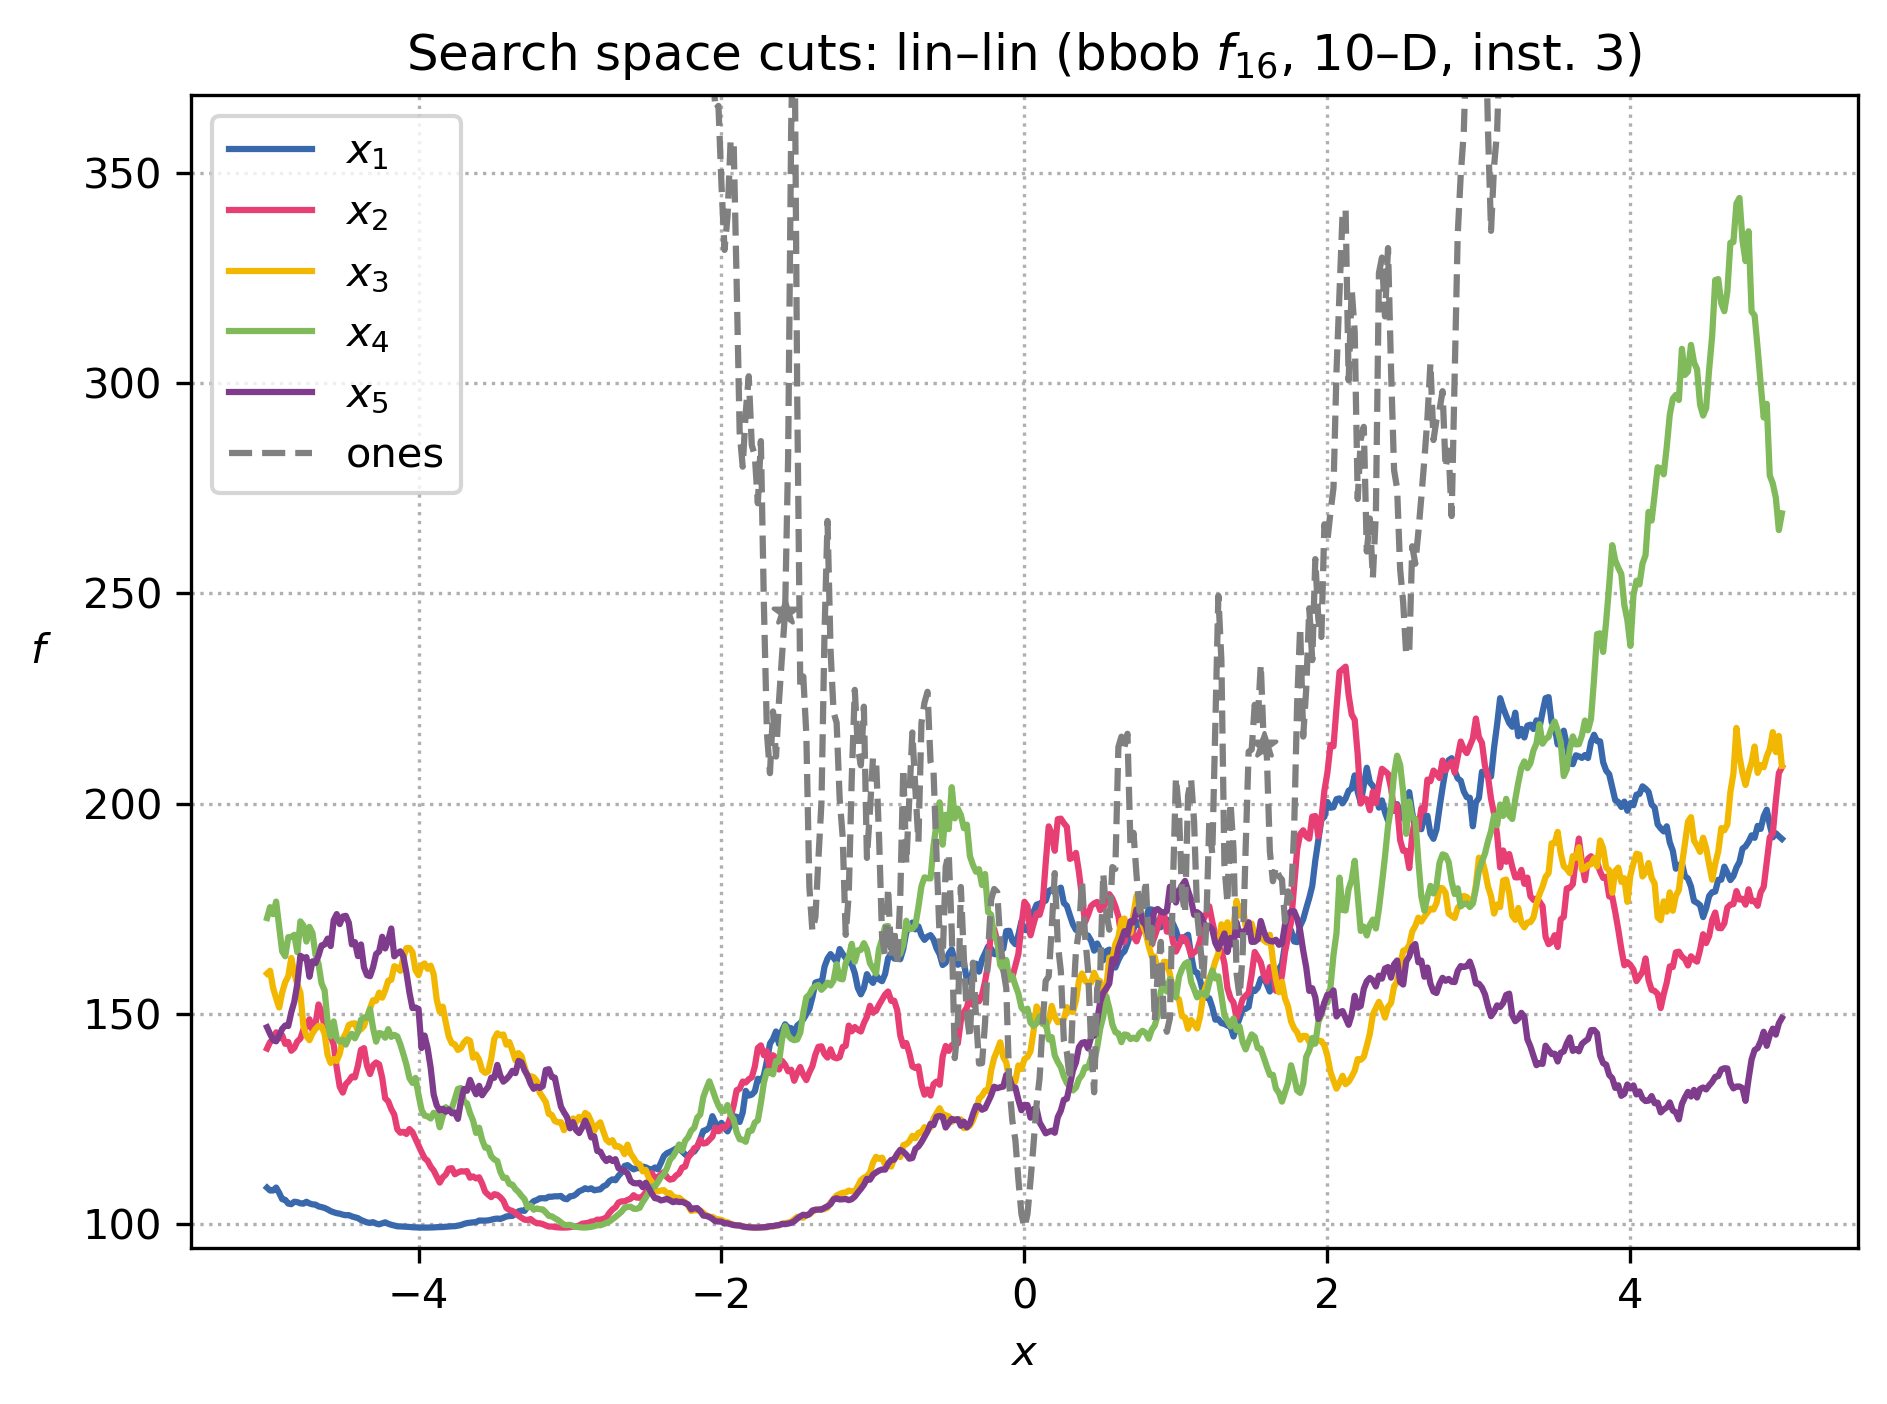 Search space cuts: lin–lin (bbob f₁₆, 10–D, inst. 3)
x₁
x₂
x₃
x₄
x₅
ones
350
300
250
200
150
100
f
−4 −2 0 2 4
x